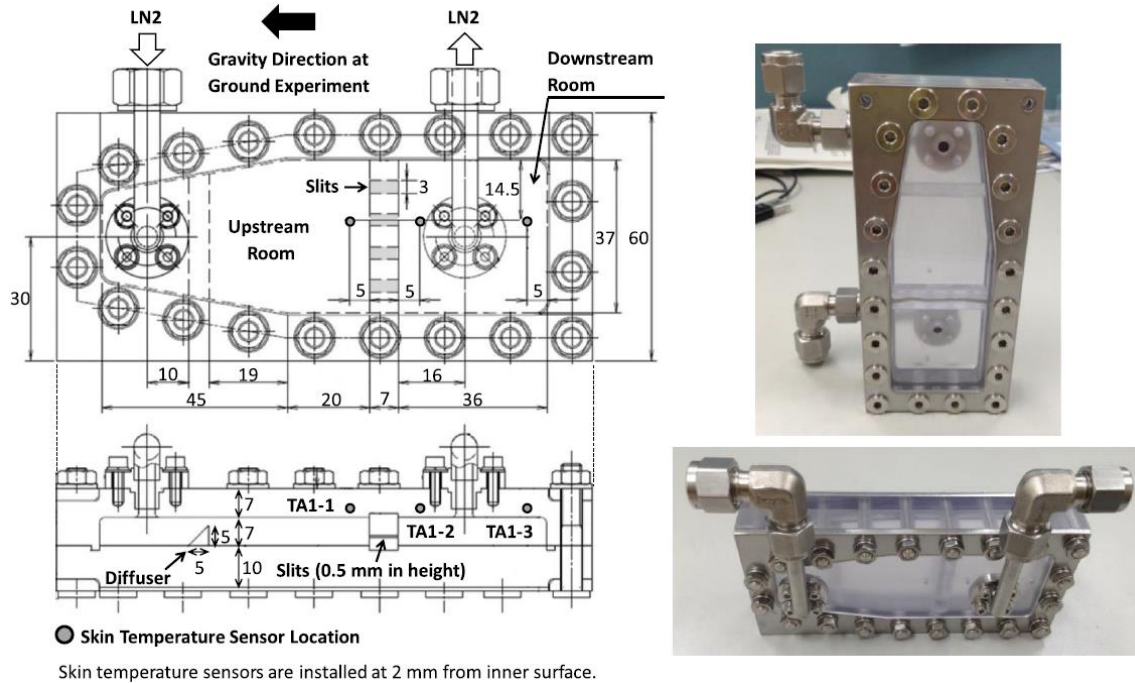 LN2
LN2
Gravity Direction at
Ground Experiment
Downstream
Room
Slits
3
14.5
Upstream
Room
37
60
30
5
5
5
10
19
16
45
20
7
36
7
TA1-1
5
7
TA1-2
TA1-3
Diffuser
5
10
Slits (0.5 mm in height)
Skin Temperature Sensor Location
Skin temperature sensors are installed at 2 mm from inner surface.